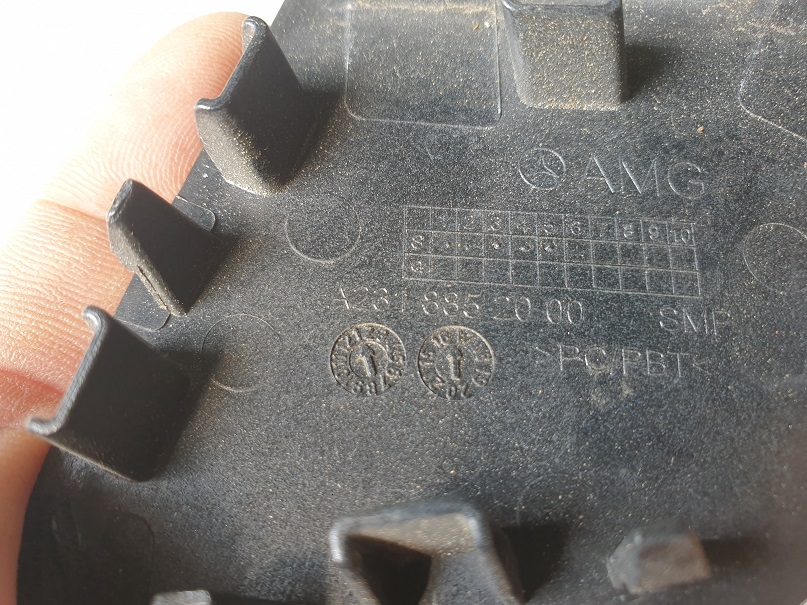 AMG
1 2 3 4 5 6 7 8 9 10
A231 885 20 00 SMP
>PC/PBT<